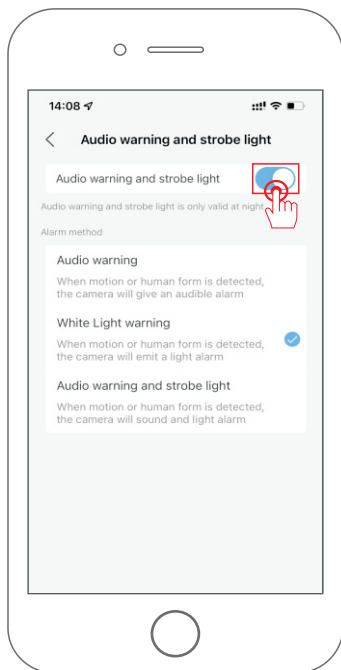 14:08
Audio warning and strobe light
Audio warning and strobe light
Audio warning and strobe light is only valid at night
Alarm method
Audio warning
When motion or human form is detected,
the camera will give an audible alarm
White Light warning
When motion or human form is detected,
the camera will emit a light alarm
Audio warning and strobe light
When motion or human form is detected,
the camera will sound and light alarm